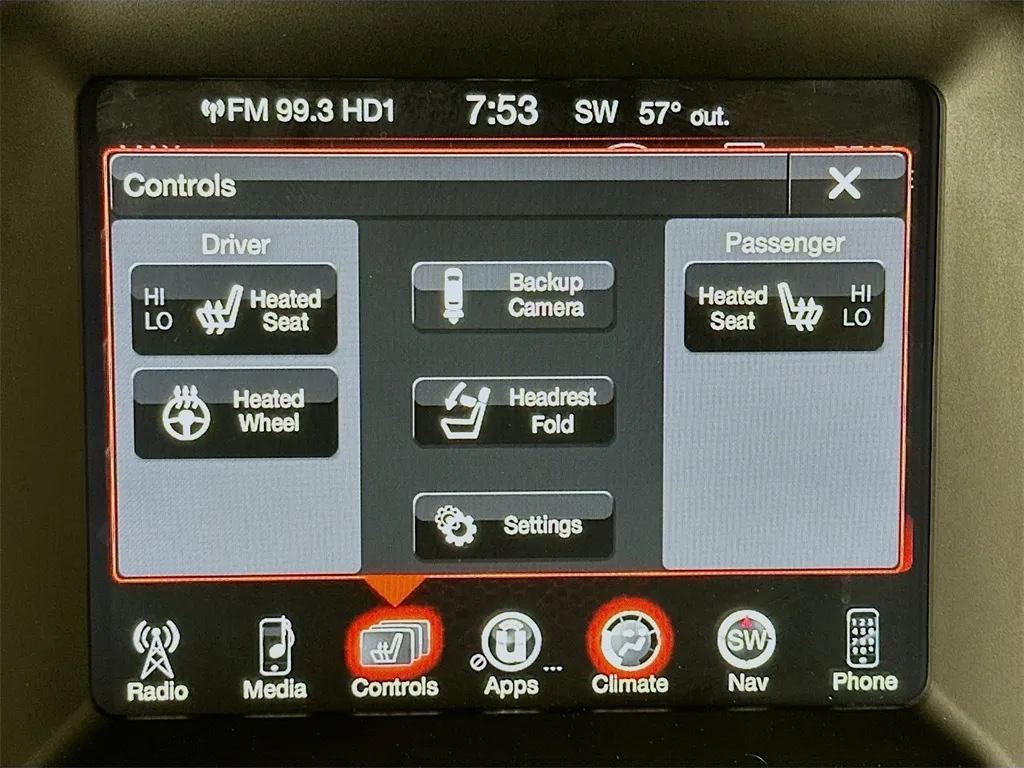 FM 99.3 HD1 7:53 SW 57° out.
Controls
Driver
HI
LO
Heated
Seat
Heated
Wheel
Backup
Camera
Headrest
Fold
Settings
Passenger
Heated
Seat
HI
LO
Radio
Media
Controls
Apps
...
Climate
SW
Nav
Phone